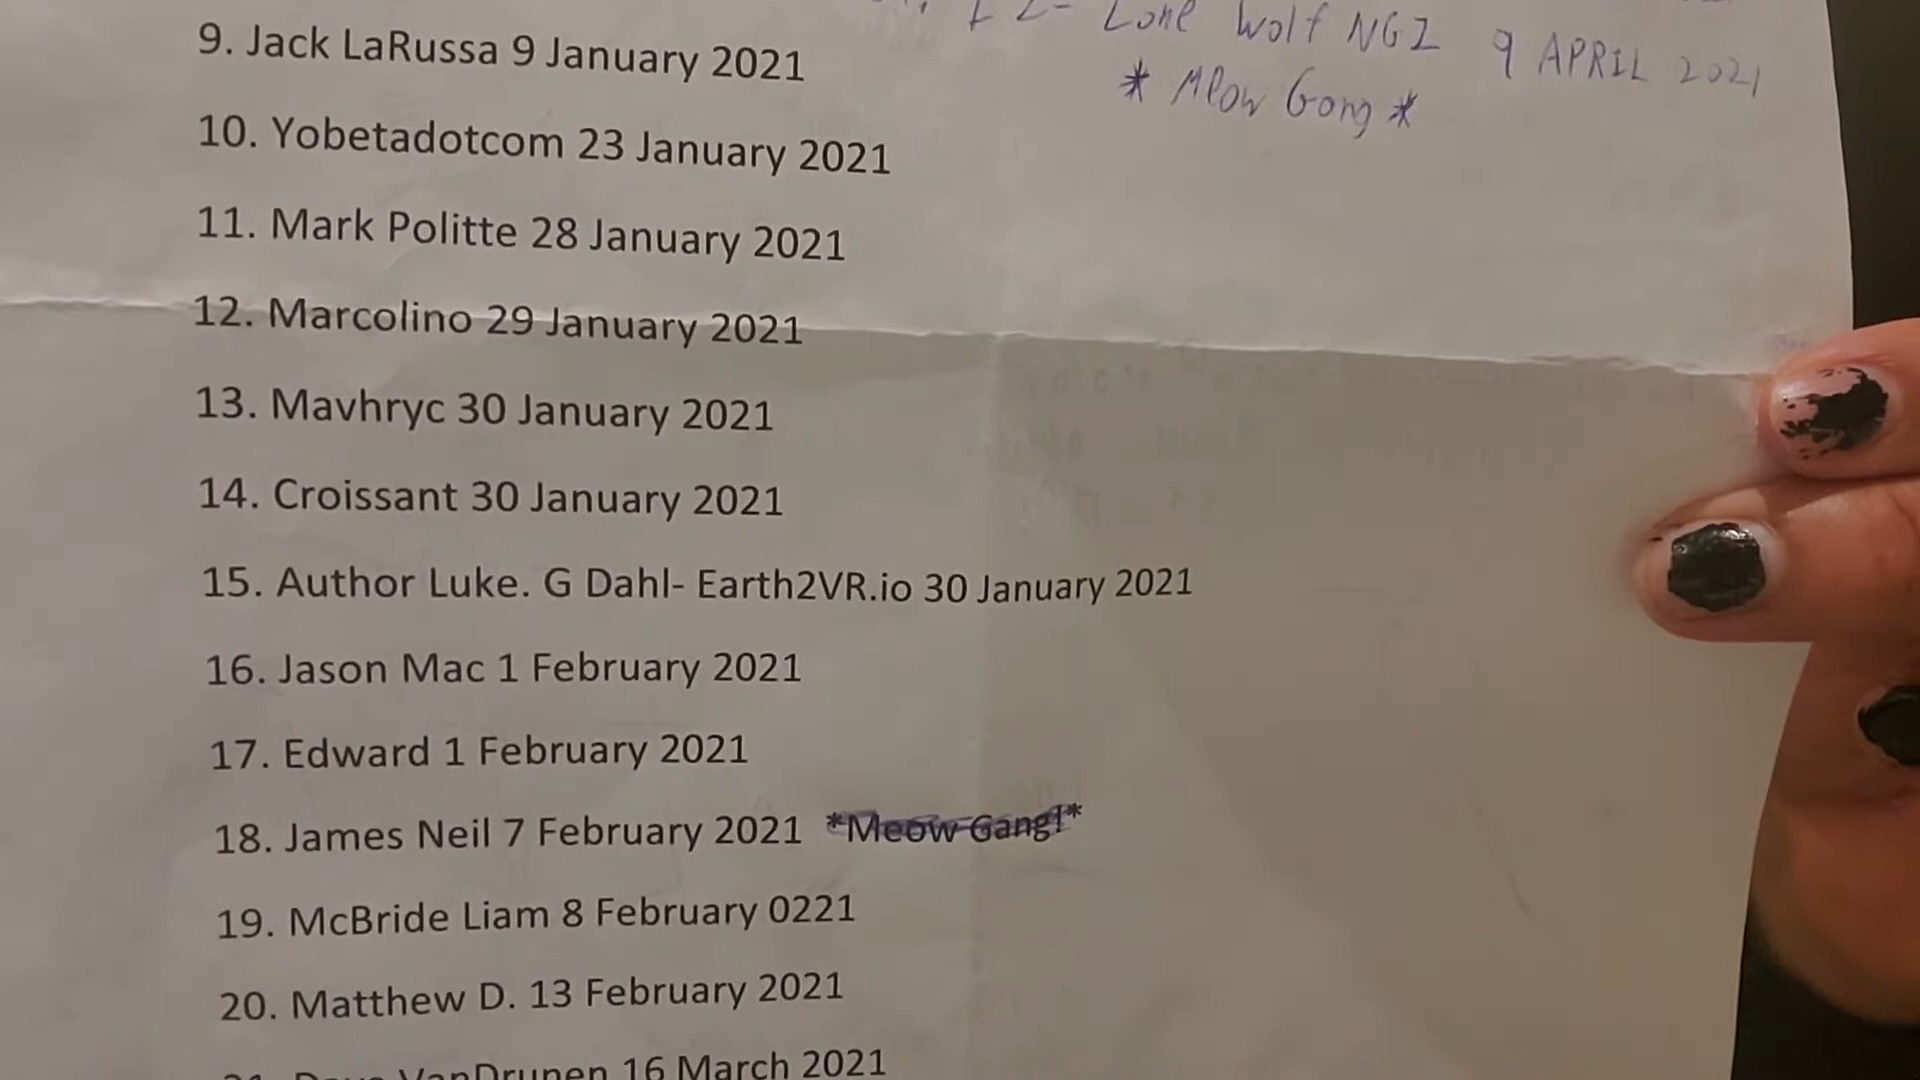 9. Jack LaRussa 9 January 2021
10. Yobetadotcom 23 January 2021
11. Mark Politte 28 January 2021
12. Marcolino 29 January 2021
13. Mavhryc 30 January 2021
14. Croissant 30 January 2021
15. Author Luke. G Dahl- Earth2VR.io 30 January 2021
16. Jason Mac 1 February 2021
17. Edward 1 February 2021
18. James Neil 7 February 2021 *Meow Gang!*
19. McBride Liam 8 February 0221
20. Matthew D. 13 February 2021
VanDrunen 16 March 2021
Lone Wolf NGZ 9 APRIL 2021
* Meow Gang *